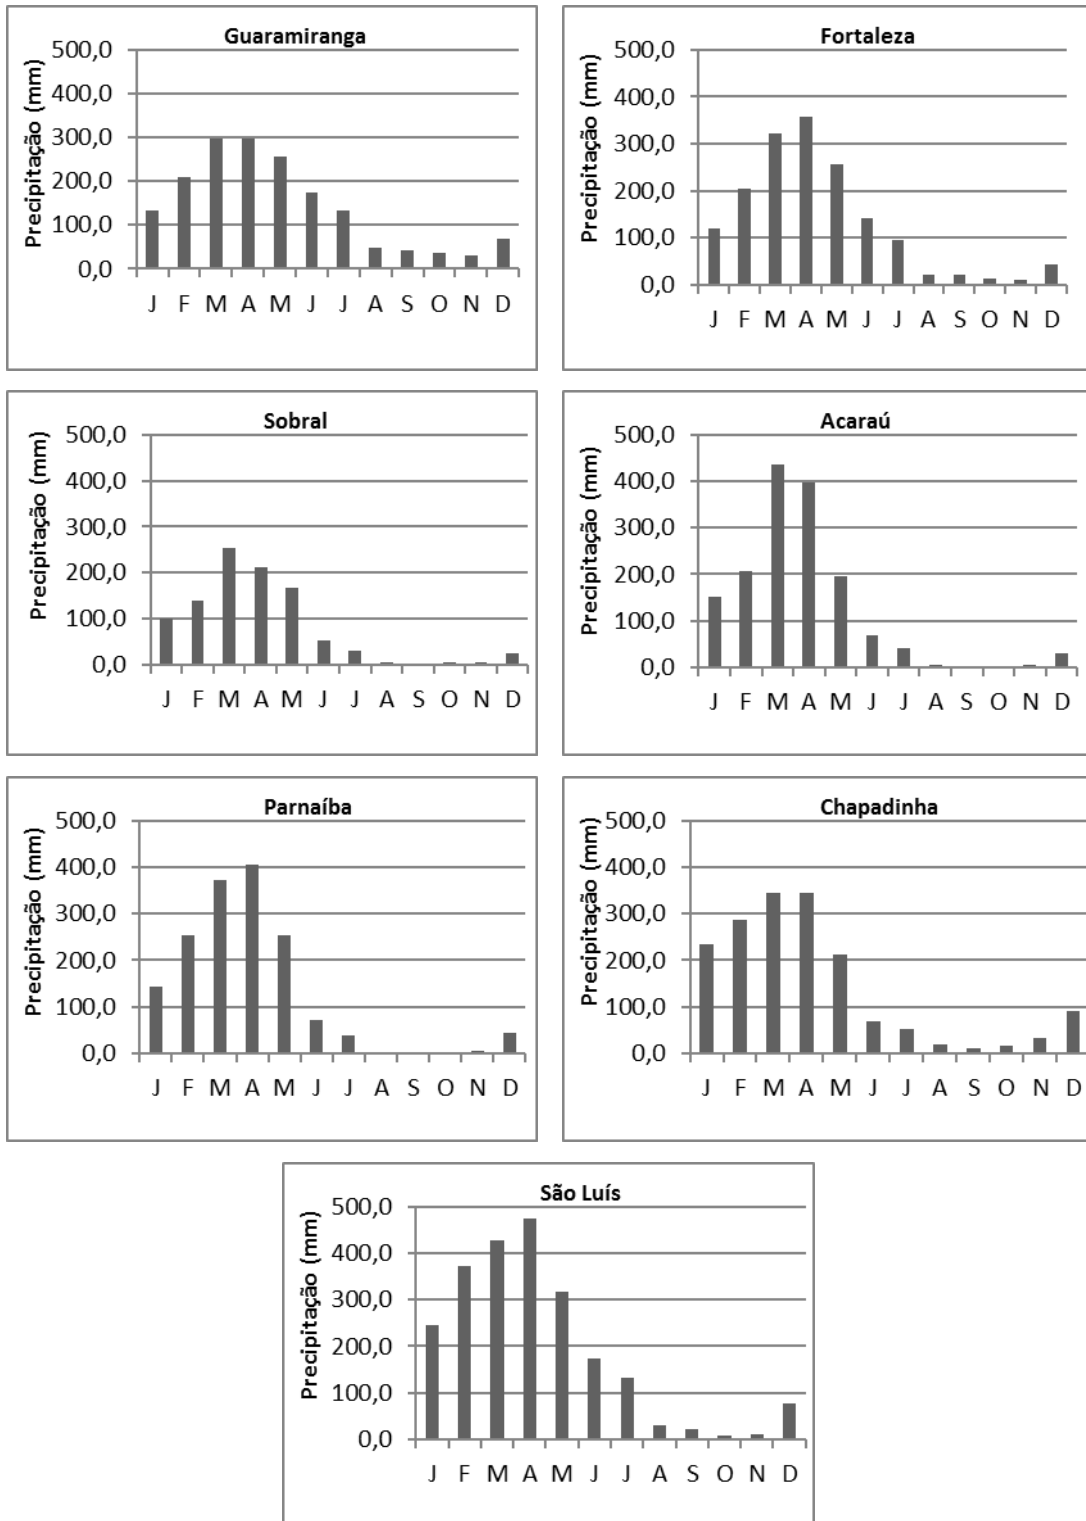 Guaramiranga
Precipitação (mm)
500,0
400,0
300,0
200,0
100,0
0,0
J F M A M J J A S O N D
Fortaleza
Precipitação (mm)
500,0
400,0
300,0
200,0
100,0
0,0
J F M A M J J A S O N D
Sobral
Precipitação (mm)
500,0
400,0
300,0
200,0
100,0
0,0
J F M A M J J A S O N D
Acaraú
Precipitação (mm)
500,0
400,0
300,0
200,0
100,0
0,0
J F M A M J J A S O N D
Parnaíba
Precipitação (mm)
500,0
400,0
300,0
200,0
100,0
0,0
J F M A M J J A S O N D
Chapadinha
Precipitação (mm)
500,0
400,0
300,0
200,0
100,0
0,0
J F M A M J J A S O N D
São Luís
Precipitação (mm)
500,0
400,0
300,0
200,0
100,0
0,0
J F M A M J J A S O N D